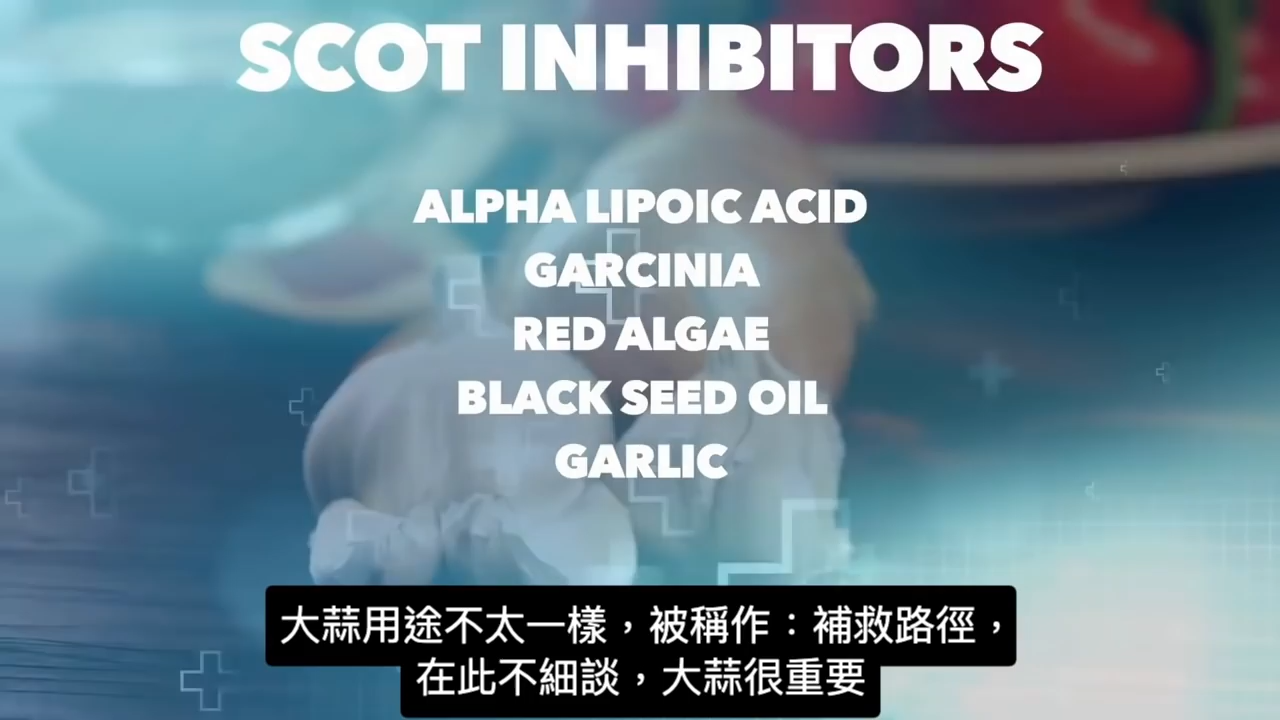 SCOT INHIBITORS
ALPHA LIPOIC ACID
GARCINIA
RED ALGAE
BLACK SEED OIL
GARLIC
大蒜用途不太一樣，被稱作：補救路徑，
在此不細談，大蒜很重要